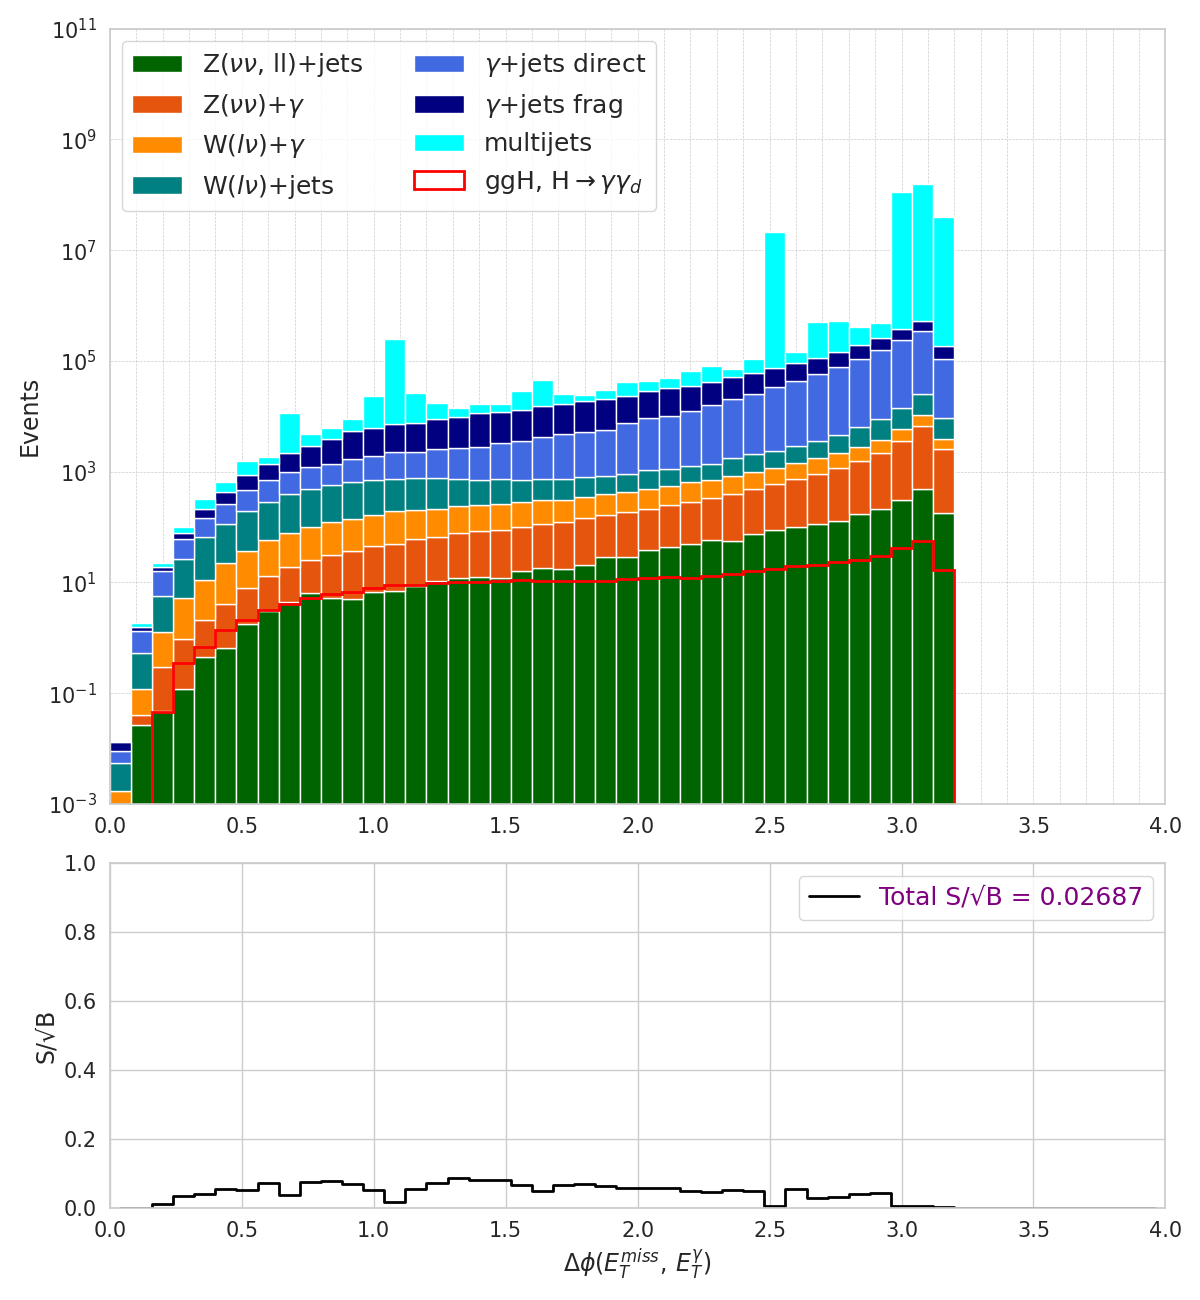 10¹¹
10⁹
10⁷
10⁵
10³
10¹
10⁻¹
10⁻³
Events
Z(νν, ll)+jets
Z(νν)+γ
W(lν)+γ
W(lν)+jets
γ+jets direct
γ+jets frag
multijets
ggH, H→γγ_d
0.0 0.5 1.0 1.5 2.0 2.5 3.0 3.5 4.0
1.0
0.8
0.6
0.4
0.2
0.0
S/√B
Total S/√B = 0.02687
0.0 0.5 1.0 1.5 2.0 2.5 3.0 3.5 4.0
Δϕ(E_T^miss, E_T^γ)